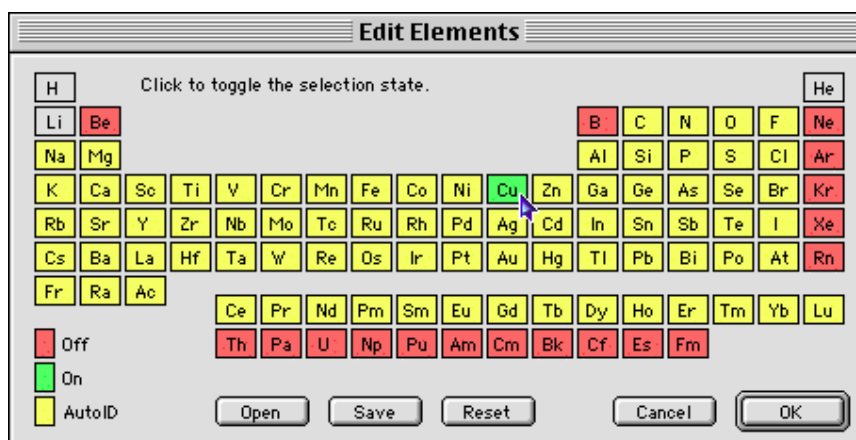 Edit Elements
H Click to toggle the selection state. He
Li Be B C N O F Ne
Na Mg Al Si P S Cl Ar
K Ca Sc Ti V Cr Mn Fe Co Ni Cu Zn Ga Ge As Se Br Kr
Rb Sr Y Zr Nb Mo Tc Ru Rh Pd Ag Cd In Sn Sb Te I Xe
Cs Ba La Hf Ta W Re Os Ir Pt Au Hg Tl Pb Bi Po At Rn
Fr Ra Ac
Ce Pr Nd Pm Sm Eu Gd Tb Dy Ho Er Tm Yb Lu
Off Th Pa U Np Pu Am Cm Bk Cf Es Fm
On
AutoID Open Save Reset Cancel OK